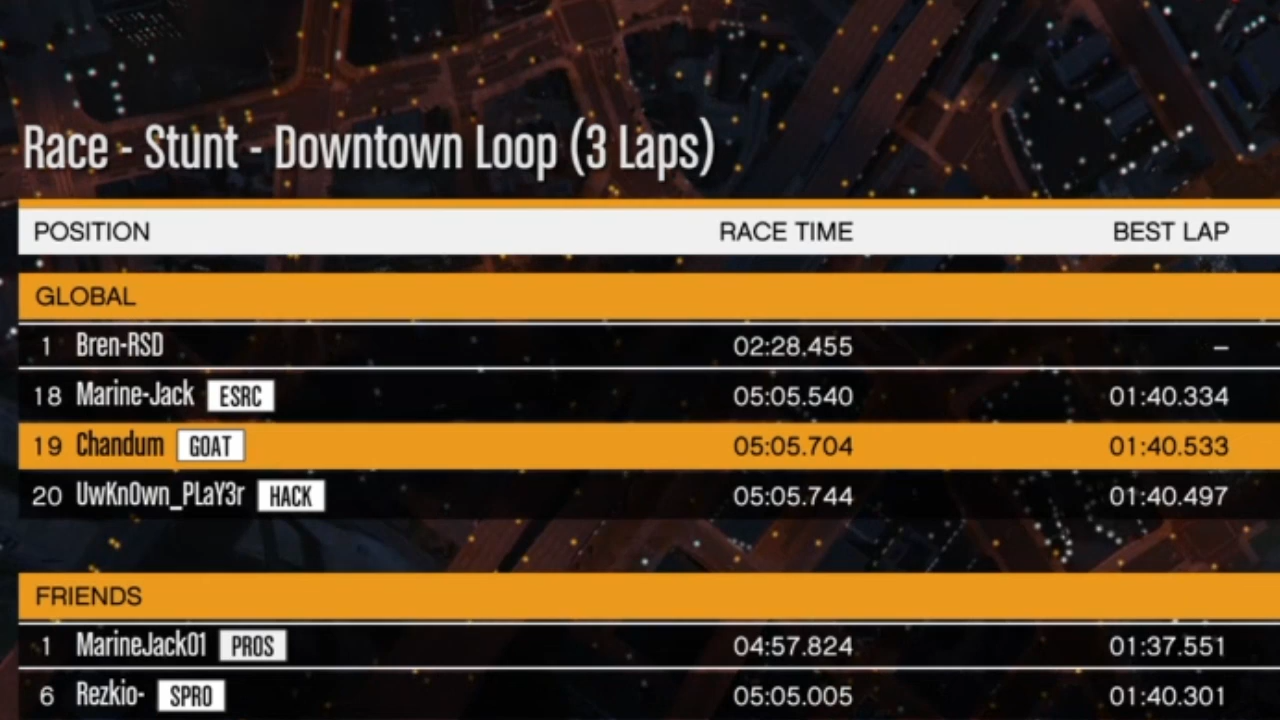 Race - Stunt - Downtown Loop (3 Laps)
POSITION RACE TIME BEST LAP
GLOBAL
1 Bren-RSD 02:28.455 –
18 Marine-Jack ESRC 05:05.540 01:40.334
19 Chandum GOAT 05:05.704 01:40.533
20 UwKn0wn_PLaY3r HACK 05:05.744 01:40.497
FRIENDS
1 MarineJack01 PROS 04:57.824 01:37.551
6 Rezkio- SPRO 05:05.005 01:40.301